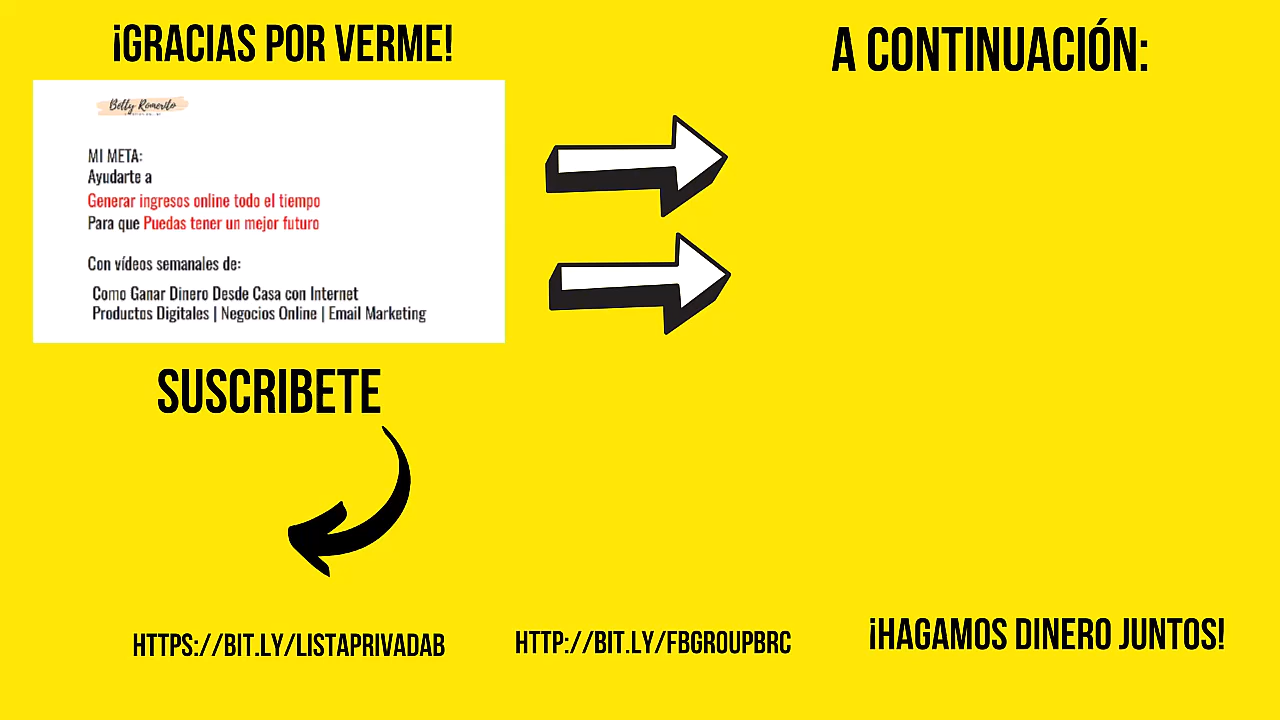 ¡GRACIAS POR VERME!
A CONTINUACIÓN:
Betty Romerito
MI META:
Ayudarte a
Generar ingresos online todo el tiempo
Para que Puedas tener un mejor futuro
Con vídeos semanales de:
Como Ganar Dinero Desde Casa con Internet
Productos Digitales | Negocios Online | Email Marketing
SUSCRIBETE
HTTPS://BIT.LY/LISTAPRIVADAB
HTTP://BIT.LY/FBGROUPBRC
¡HAGAMOS DINERO JUNTOS!